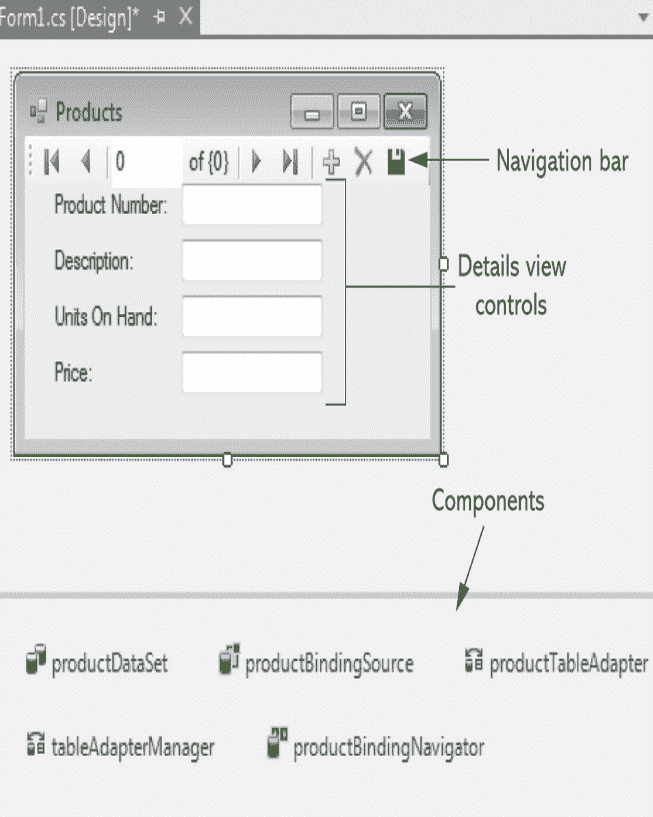 Form1.cs [Design]*
Products
0 of {0}
Navigation bar
Product Number:
Description:
Details view
controls
Units On Hand:
Price:
Components
productDataSet productBindingSource productTableAdapter
tableAdapterManager productBindingNavigator